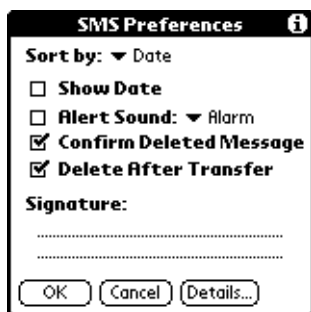 SMS Preferences i
Sort by: Date
Show Date
Alert Sound: Alarm
Confirm Deleted Message
Delete After Transfer
Signature:
OK Cancel Details...